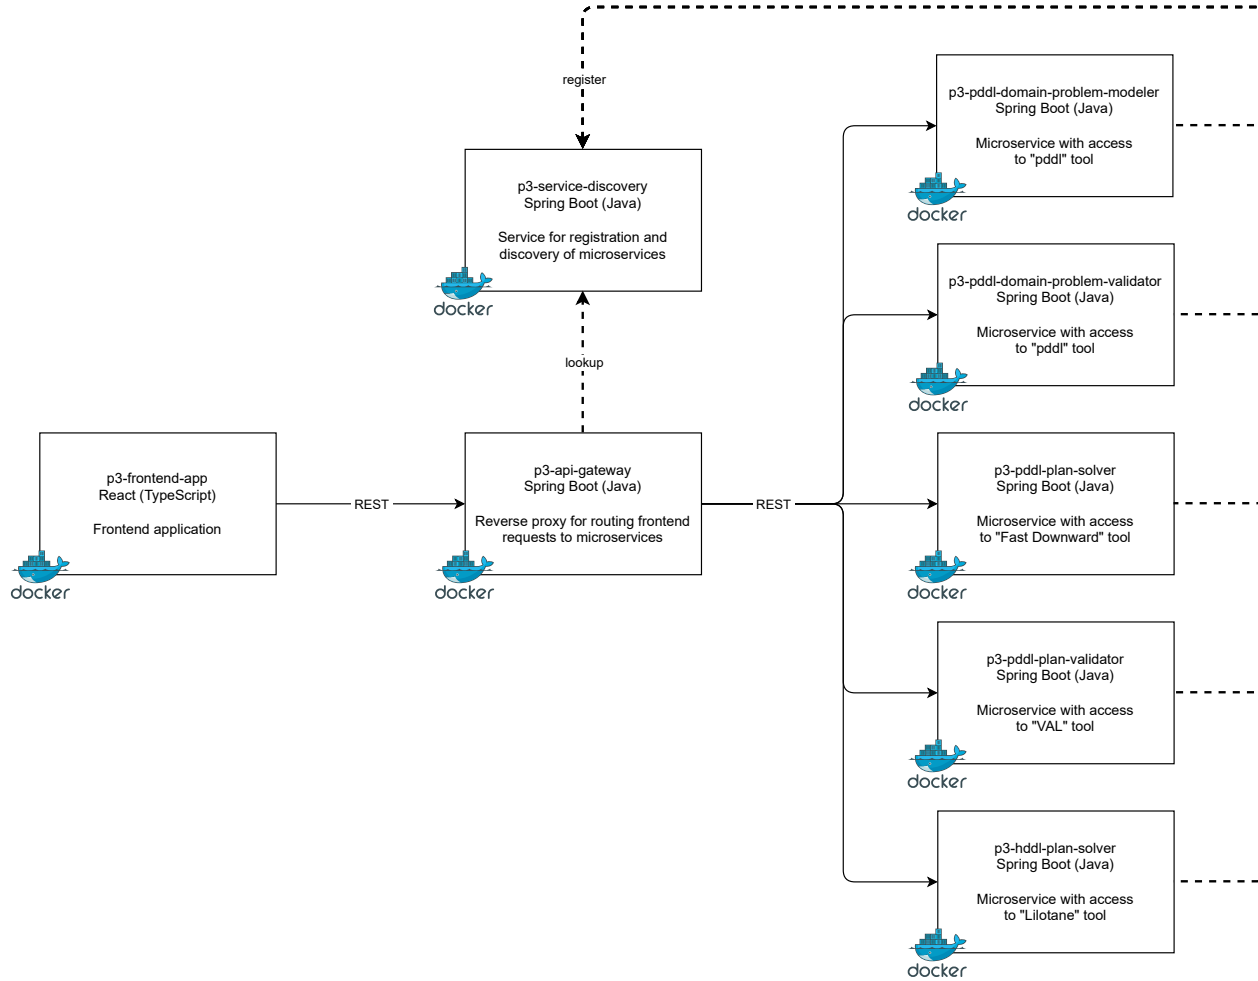 register
p3-service-discovery
Spring Boot (Java)
Service for registration and
discovery of microservices
docker
lookup
p3-frontend-app
React (TypeScript)
Frontend application
docker
REST
p3-api-gateway
Spring Boot (Java)
Reverse proxy for routing frontend
requests to microservices
docker
REST
p3-pddl-domain-problem-modeler
Spring Boot (Java)
Microservice with access
to "pddl" tool
docker
p3-pddl-domain-problem-validator
Spring Boot (Java)
Microservice with access
to "pddl" tool
docker
p3-pddl-plan-solver
Spring Boot (Java)
Microservice with access
to "Fast Downward" tool
docker
p3-pddl-plan-validator
Spring Boot (Java)
Microservice with access
to "VAL" tool
docker
p3-hddl-plan-solver
Spring Boot (Java)
Microservice with access
to "Lilotane" tool
docker